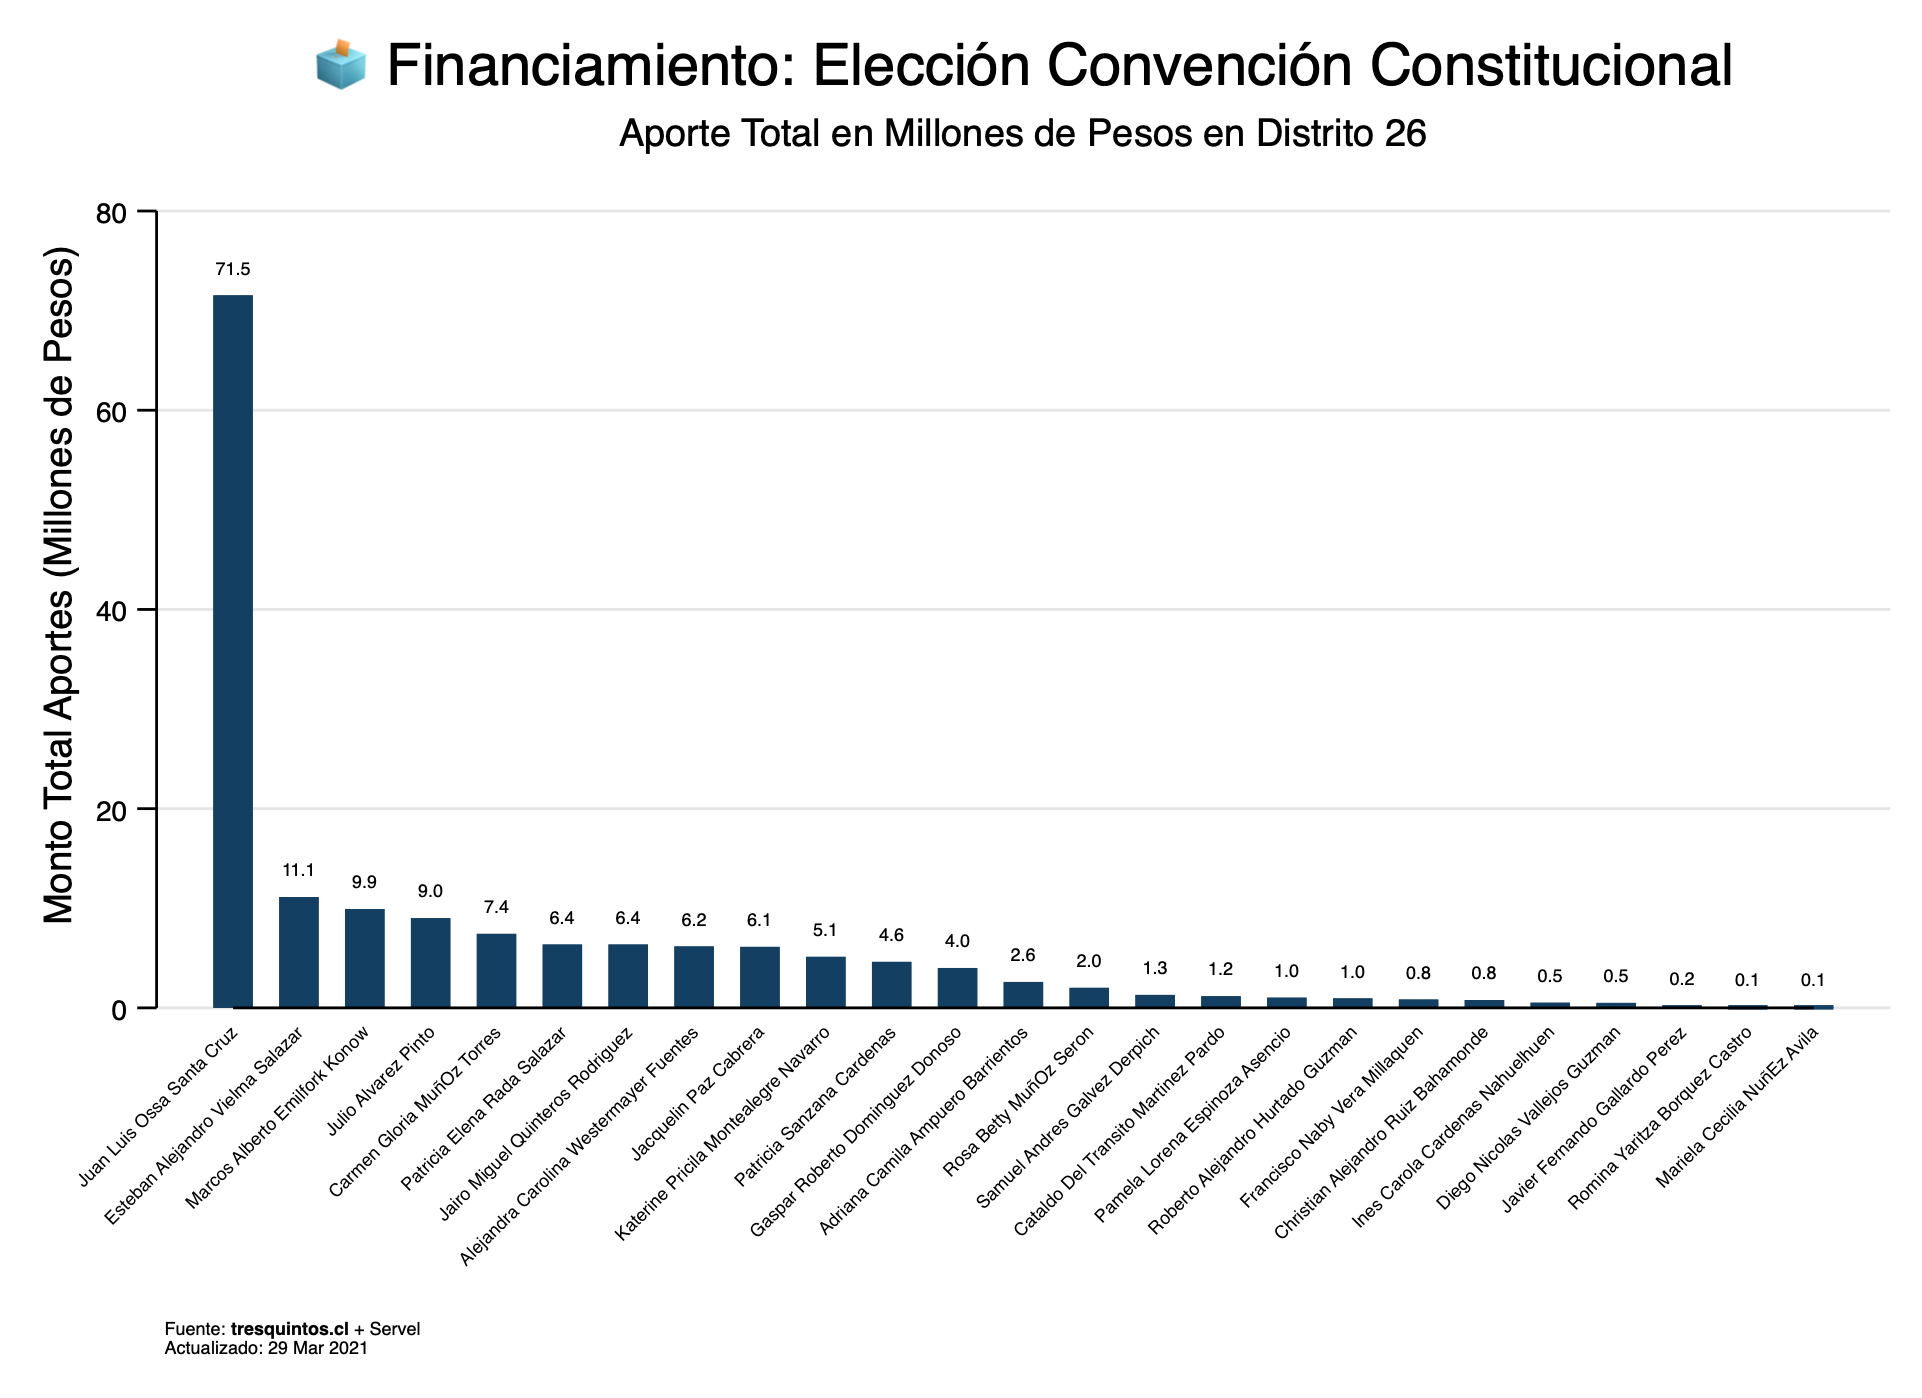 Financiamiento: Elección Convención Constitucional
Aporte Total en Millones de Pesos en Distrito 26
Monto Total Aportes (Millones de Pesos)
80
60
40
20
0
71.5
11.1
9.9
9.0
7.4
6.4
6.4
6.2
6.1
5.1
4.6
4.0
2.6
2.0
1.3
1.2
1.0
1.0
0.8
0.8
0.5
0.5
0.2
0.1
0.1
Juan Luis Ossa Santa Cruz
Esteban Alejandro Vielma Salazar
Marcos Alberto Emilfork Konow
Julio Alvarez Pinto
Carmen Gloria MuñOz Torres
Patricia Elena Rada Salazar
Jairo Miguel Quinteros Rodriguez
Alejandra Carolina Westermayer Fuentes
Jacquelin Paz Cabrera
Katerine Pricila Montealegre Navarro
Patricia Sanzana Cardenas
Gaspar Roberto Dominguez Donoso
Adriana Camila Ampuero Barrientos
Rosa Betty MuñOz Seron
Samuel Andres Galvez Derpich
Cataldo Del Transito Martinez Pardo
Pamela Lorena Espinoza Asencio
Roberto Alejandro Hurtado Guzman
Francisco Naby Vera Millaquen
Christian Alejandro Ruiz Bahamonde
Ines Carola Cardenas Nahuelhuen
Diego Nicolas Vallejos Guzman
Javier Fernando Gallardo Perez
Romina Yaritza Borquez Castro
Mariela Cecilia NuñEz Avila
Fuente: tresquintos.cl + Servel
Actualizado: 29 Mar 2021